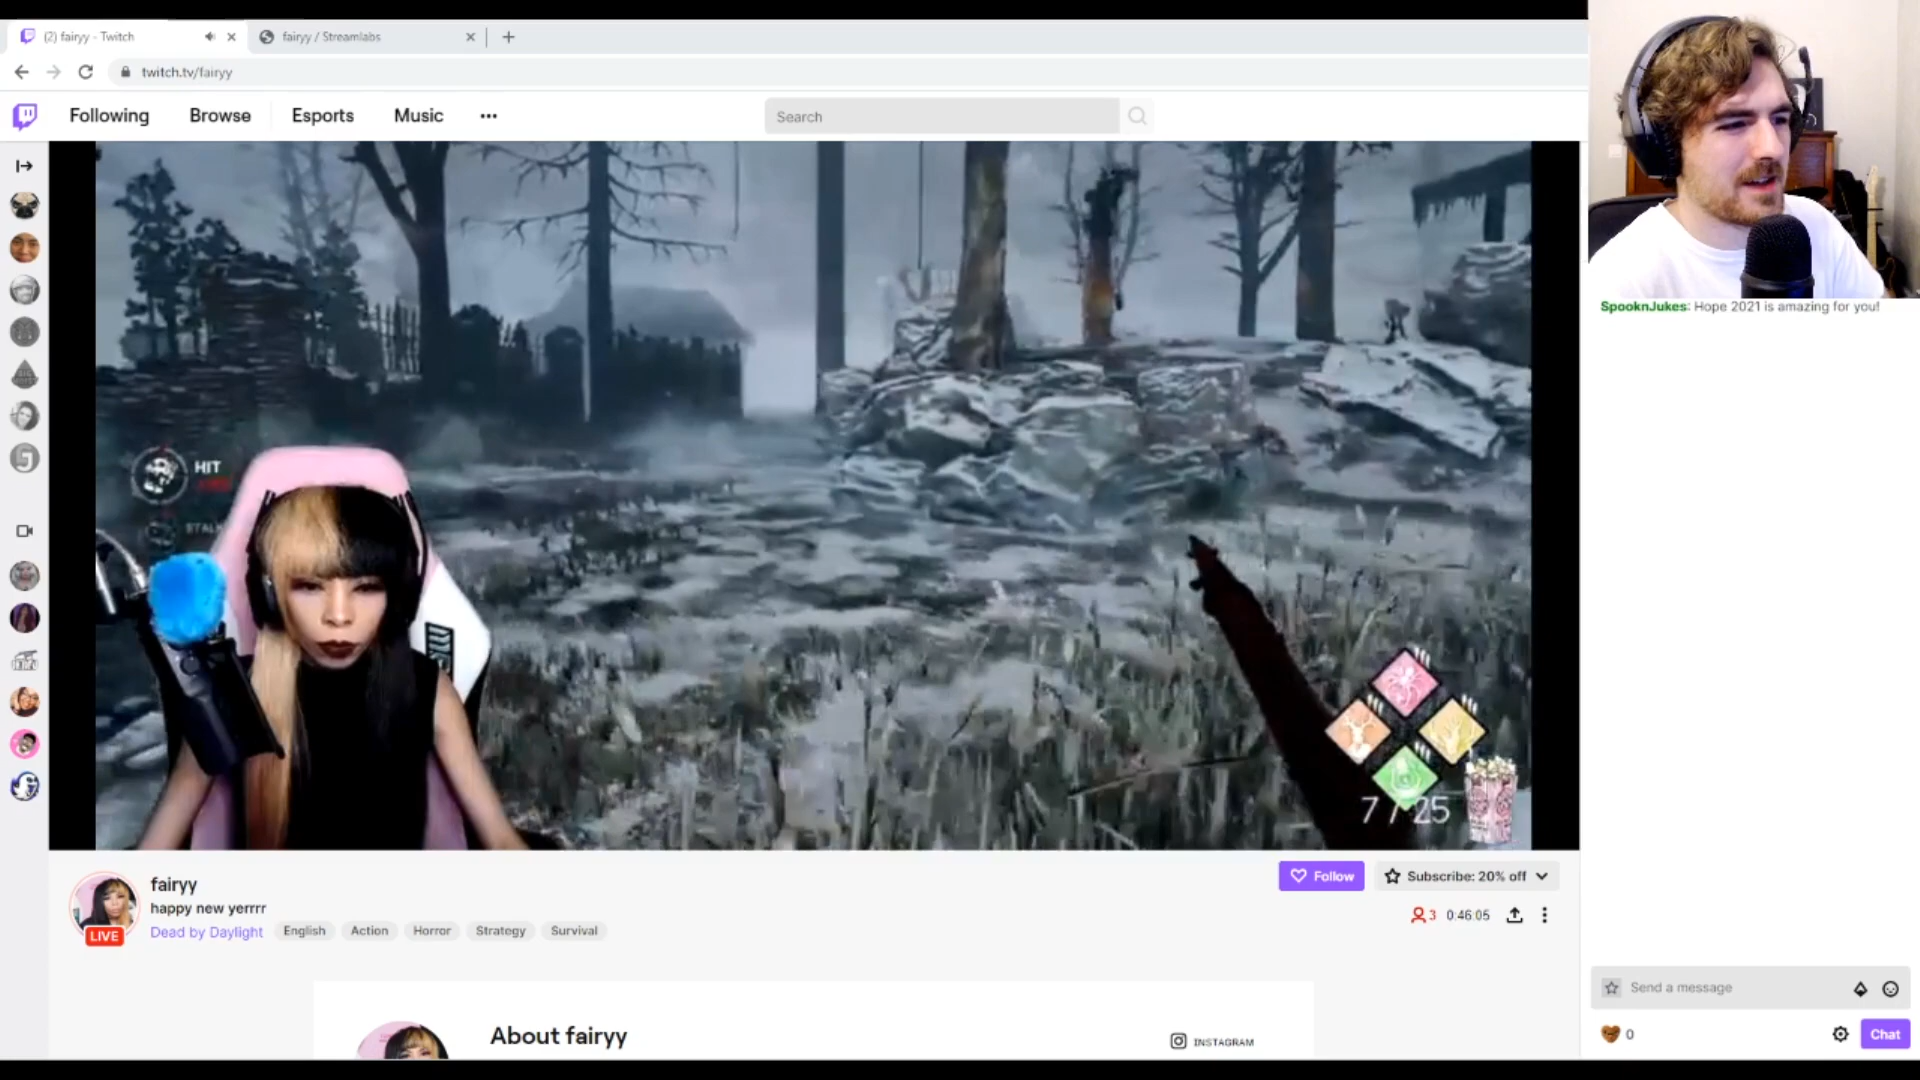 (2) fairyy - Twitch
fairyy / Streamlabs
twitch.tv/fairyy
Following Browse Esports Music
Search
HIT
SpooknJukes: Hope 2021 is amazing for you!
7 / 25
fairyy
happy new yerrrr
LIVE
Dead by Daylight English Action Horror Strategy Survival
Follow
Subscribe: 20% off
3 0:46:05
About fairyy
INSTAGRAM
Send a message
0
Chat